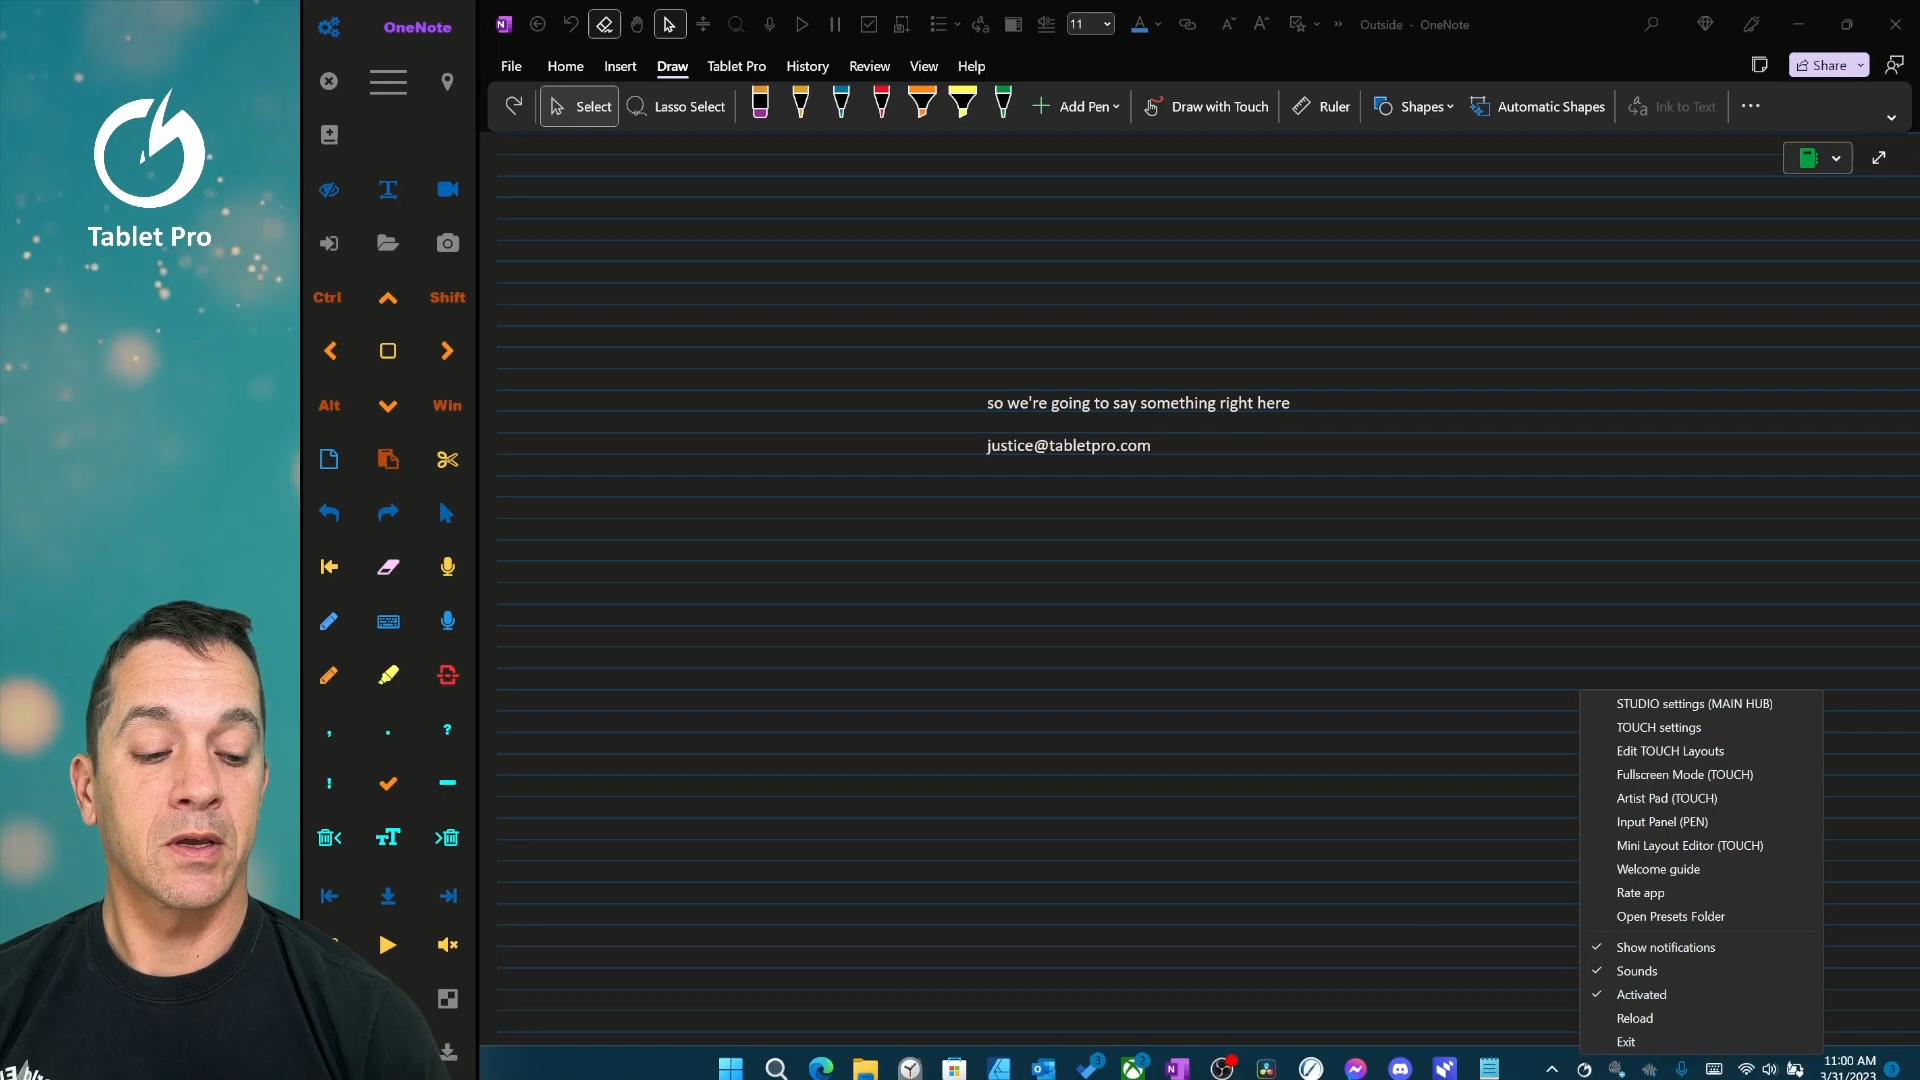 Tablet Pro
OneNote
Ctrl
Shift
Alt
Win
11
Outside - OneNote
File
Home
Insert
Draw
Tablet Pro
History
Review
View
Help
Share
Select
Lasso Select
Add Pen
Draw with Touch
Ruler
Shapes
Automatic Shapes
Ink to Text
so we're going to say something right here
justice@tabletpro.com
STUDIO settings (MAIN HUB)
TOUCH settings
Edit TOUCH Layouts
Fullscreen Mode (TOUCH)
Artist Pad (TOUCH)
Input Panel (PEN)
Mini Layout Editor (TOUCH)
Welcome guide
Rate app
Open Presets Folder
Show notifications
Sounds
Activated
Reload
Exit
11:00 AM
3/31/2023